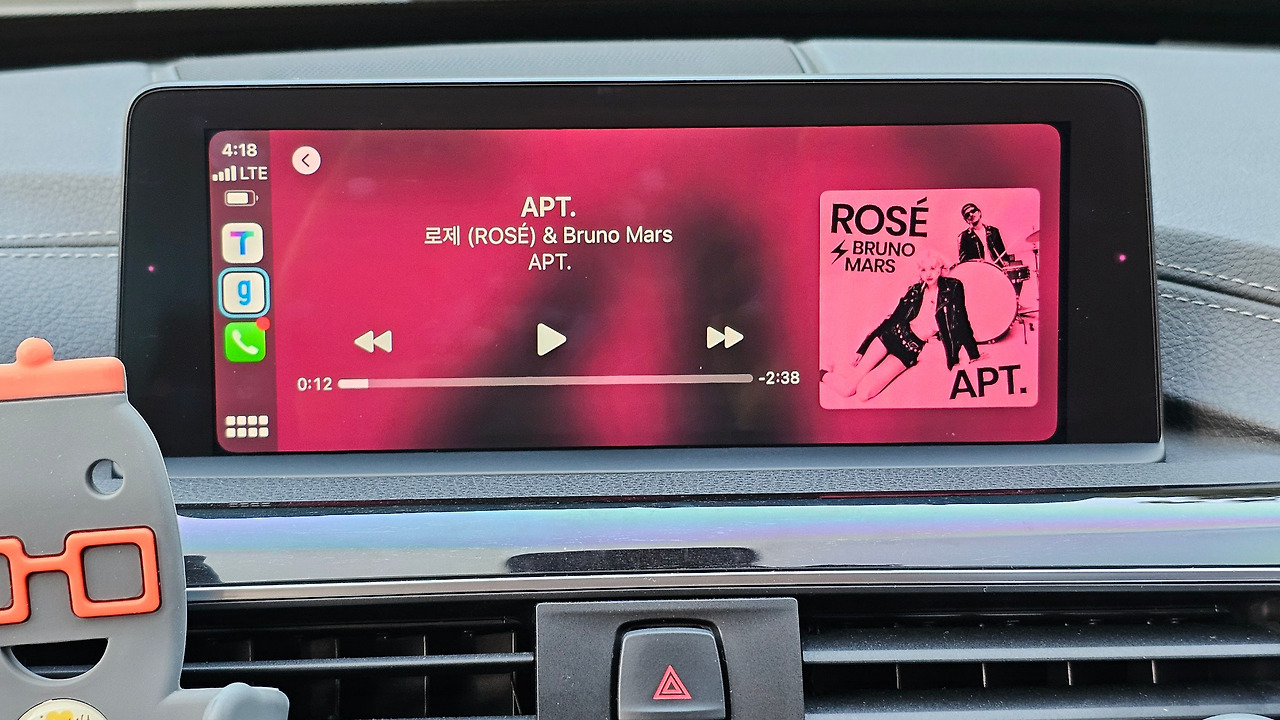 4:18
LTE
T
g
APT.
로제 (ROSÉ) & Bruno Mars
APT.
0:12
-2:38
ROSÉ
BRUNO
MARS
APT.